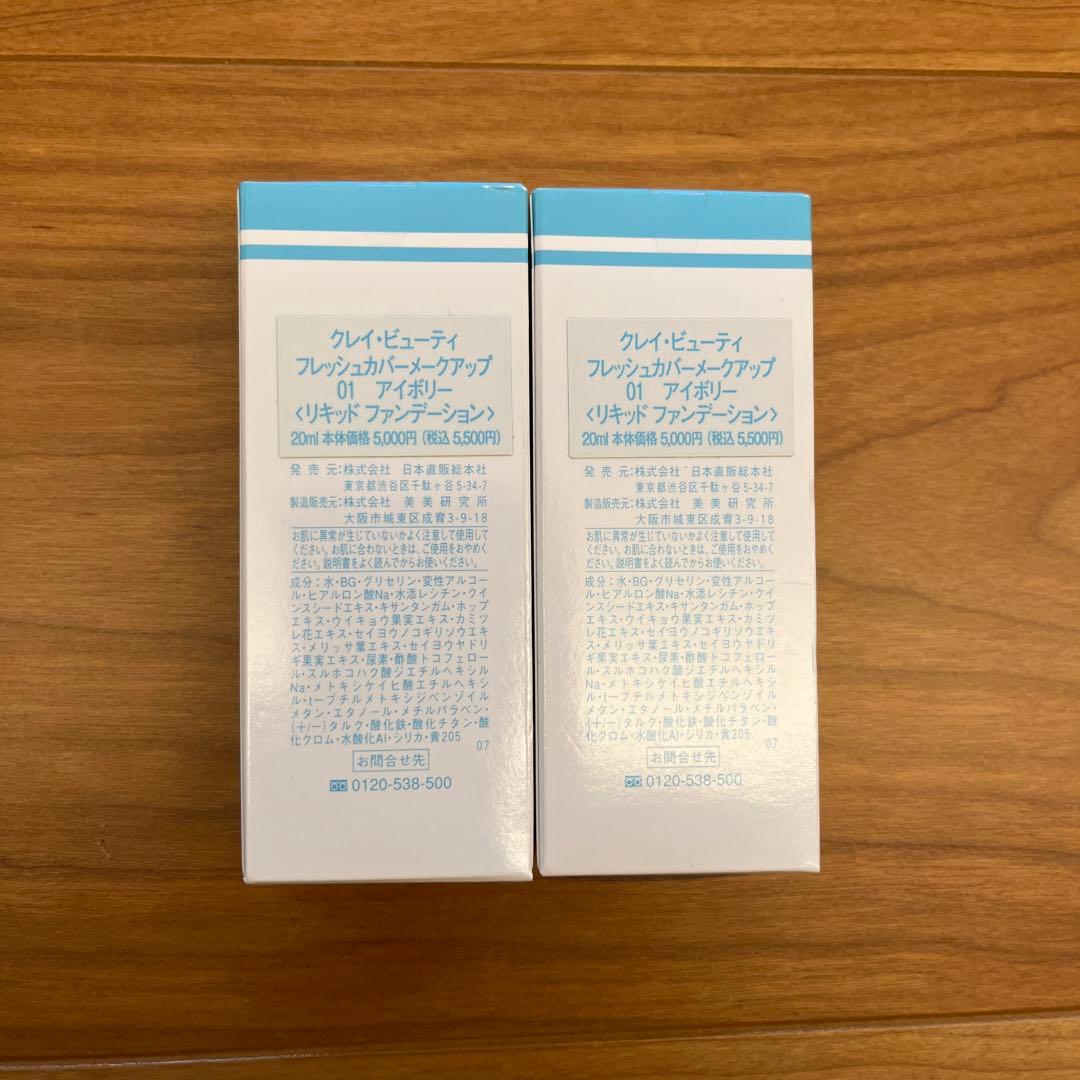 クレイ・ビューティ
フレッシュカバーメークアップ
01 アイボリー
〈リキッド ファンデーション〉
20ml 本体価格 5,000円 (税込 5,500円)
発売元:株式会社 日本直販総本社
東京都渋谷区千駄ヶ谷5-34-7
製造販売元:株式会社 美美研究所
大阪市城東区成育3-9-18
お肌に異常が生じていないかよく注意して使用して
ください。お肌に合わないときは、ご使用をおやめく
ださい。説明書をよく読んでからお使いください。
成分:水・BG・グリセリン・変性アルコー
ル・ヒアルロン酸Na・水添レシチン・クイ
ンスシードエキス・キサンタンガム・ホップ
エキス・ウイキョウ果実エキス・カミツ
レ花エキス・セイヨウノコギリソウエキ
ス・メリッサ葉エキス・セイヨウヤドリ
ギ果実エキス・尿素・酢酸トコフェロー
ル・スルホコハク酸ジエチルヘキシル
Na・メトキシケイヒ酸エチルヘキシ
ル・t-ブチルメトキシジベンゾイル
メタン・エタノール・メチルパラベン・
(+/-)タルク・酸化鉄・酸化チタン・酸
化クロム・水酸化Al・シリカ・黄205
07
お問合せ先
0120-538-500
クレイ・ビューティ
フレッシュカバーメークアップ
01 アイボリー
〈リキッド ファンデーション〉
20ml 本体価格 5,000円 (税込 5,500円)
発売元:株式会社 日本直販総本社
東京都渋谷区千駄ヶ谷5-34-7
製造販売元:株式会社 美美研究所
大阪市城東区成育3-9-18
お肌に異常が生じていないかよく注意して使用して
ください。お肌に合わないときは、ご使用をおやめく
ださい。説明書をよく読んでからお使いください。
成分:水・BG・グリセリン・変性アルコー
ル・ヒアルロン酸Na・水添レシチン・クイ
ンスシードエキス・キサンタンガム・ホップ
エキス・ウイキョウ果実エキス・カミツ
レ花エキス・セイヨウノコギリソウエキ
ス・メリッサ葉エキス・セイヨウヤドリ
ギ果実エキス・尿素・酢酸トコフェロー
ル・スルホコハク酸ジエチルヘキシル
Na・メトキシケイヒ酸エチルヘキシ
ル・t-ブチルメトキシジベンゾイル
メタン・エタノール・メチルパラベン・
(+/-)タルク・酸化鉄・酸化チタン・酸
化クロム・水酸化Al・シリカ・黄205
07
お問合せ先
0120-538-500